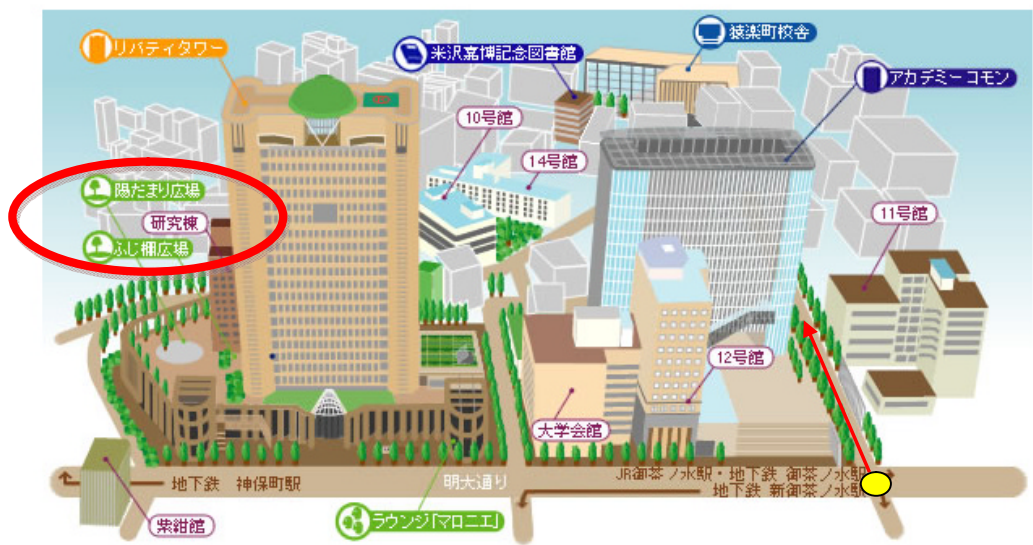 リバティタワー
米沢嘉博記念図書館
猿楽町校舎
アカデミーコモン
10号館
14号館
陽だまり広場
研究棟
ふじ棚広場
11号館
12号館
大学会館
JR御茶ノ水駅・地下鉄 御茶ノ水駅
地下鉄 神保町駅
明大通り
地下鉄 新御茶ノ水駅
紫紺館
ラウンジ「マロニエ」